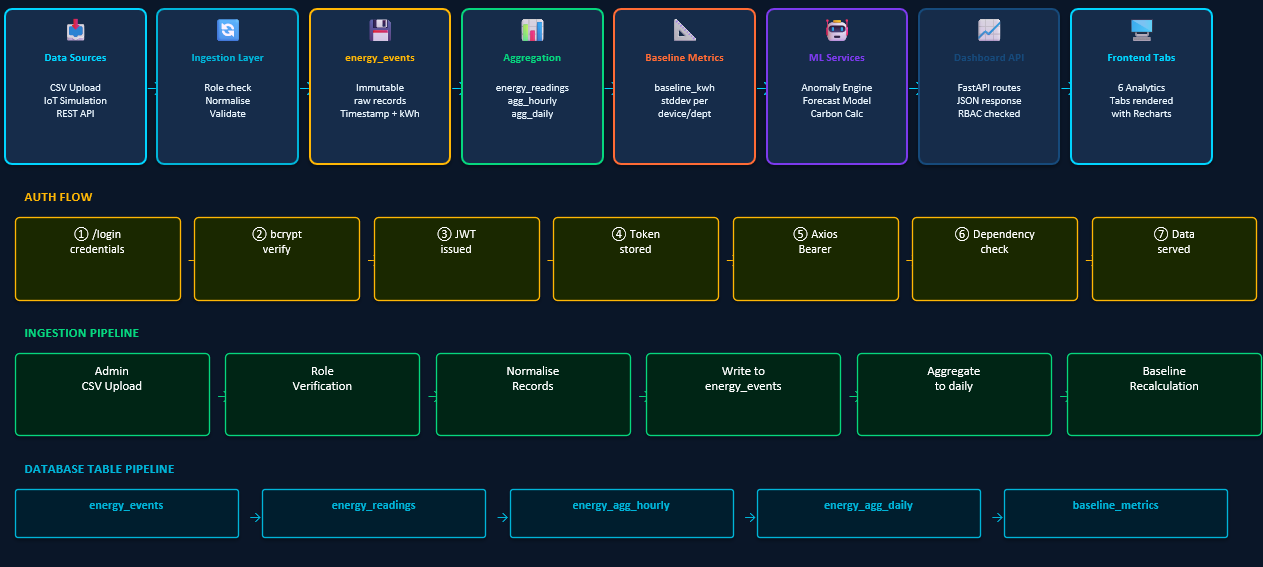 Data Sources
CSV Upload
IoT Simulation
REST API
Ingestion Layer
Role check
Normalise
Validate
energy_events
Immutable
raw records
Timestamp + kWh
Aggregation
energy_readings
agg_hourly
agg_daily
Baseline Metrics
baseline_kwh
stddev per
device/dept
ML Services
Anomaly Engine
Forecast Model
Carbon Calc
Dashboard API
FastAPI routes
JSON response
RBAC checked
Frontend Tabs
6 Analytics
Tabs rendered
with Recharts
AUTH FLOW
① /login
credentials
② bcrypt
verify
③ JWT
issued
④ Token
stored
⑤ Axios
Bearer
⑥ Dependency
check
⑦ Data
served
INGESTION PIPELINE
Admin
CSV Upload
Role
Verification
Normalise
Records
Write to
energy_events
Aggregate
to daily
Baseline
Recalculation
DATABASE TABLE PIPELINE
energy_events
energy_readings
energy_agg_hourly
energy_agg_daily
baseline_metrics